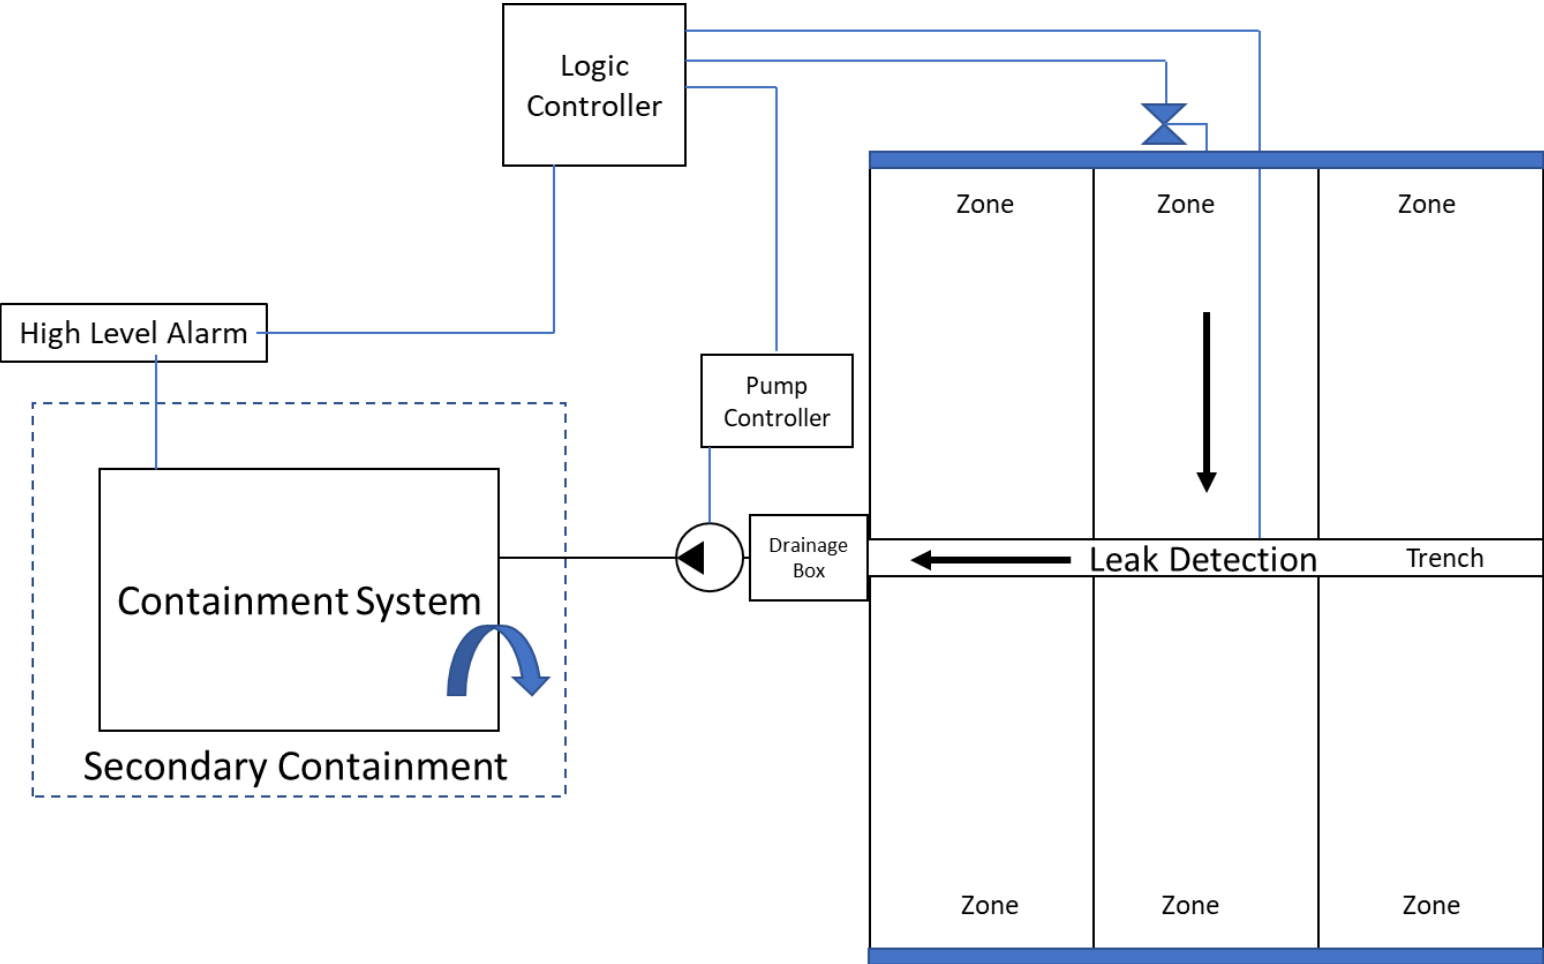 Logic
Controller
Zone
Zone
Zone
High Level Alarm
Pump
Controller
Drainage
Box
Leak Detection
Trench
Containment System
Secondary Containment
Zone
Zone
Zone